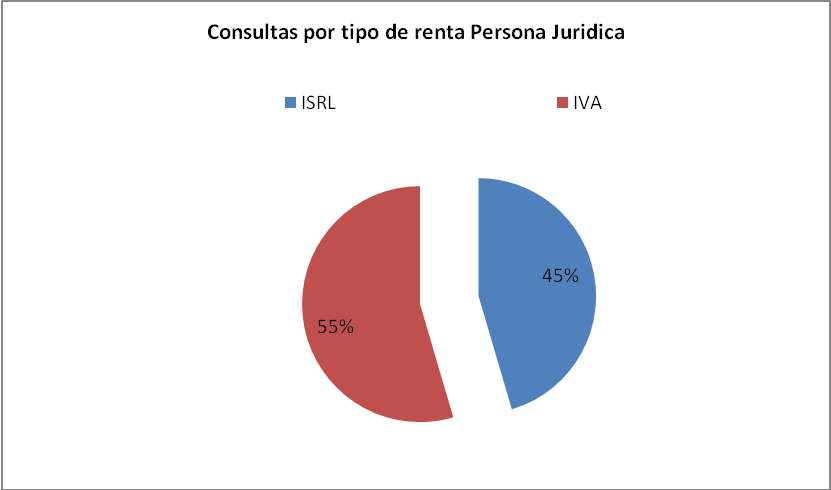 Consultas por tipo de renta Persona Juridica
ISRL
IVA
45%
55%